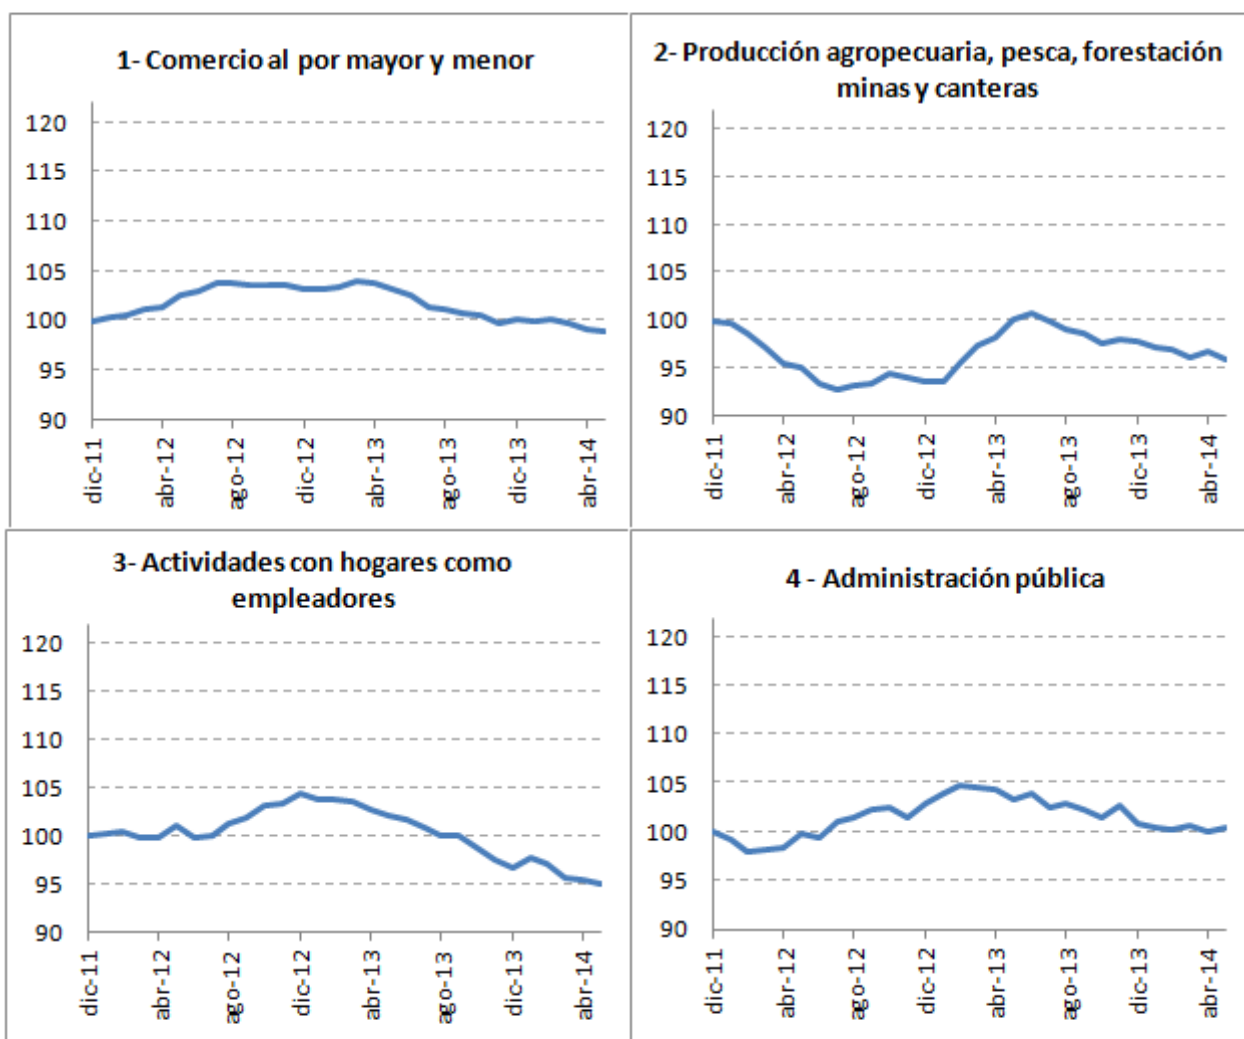 1- Comercio al por mayor y menor
120
115
110
105
100
95
90
dic-11
abr-12
ago-12
dic-12
abr-13
ago-13
dic-13
abr-14
2- Producción agropecuaria, pesca, forestación
minas y canteras
120
115
110
105
100
95
90
dic-11
abr-12
ago-12
dic-12
abr-13
ago-13
dic-13
abr-14
3- Actividades con hogares como
empleadores
120
115
110
105
100
95
90
dic-11
abr-12
ago-12
dic-12
abr-13
ago-13
dic-13
abr-14
4 - Administración pública
120
115
110
105
100
95
90
dic-11
abr-12
ago-12
dic-12
abr-13
ago-13
dic-13
abr-14